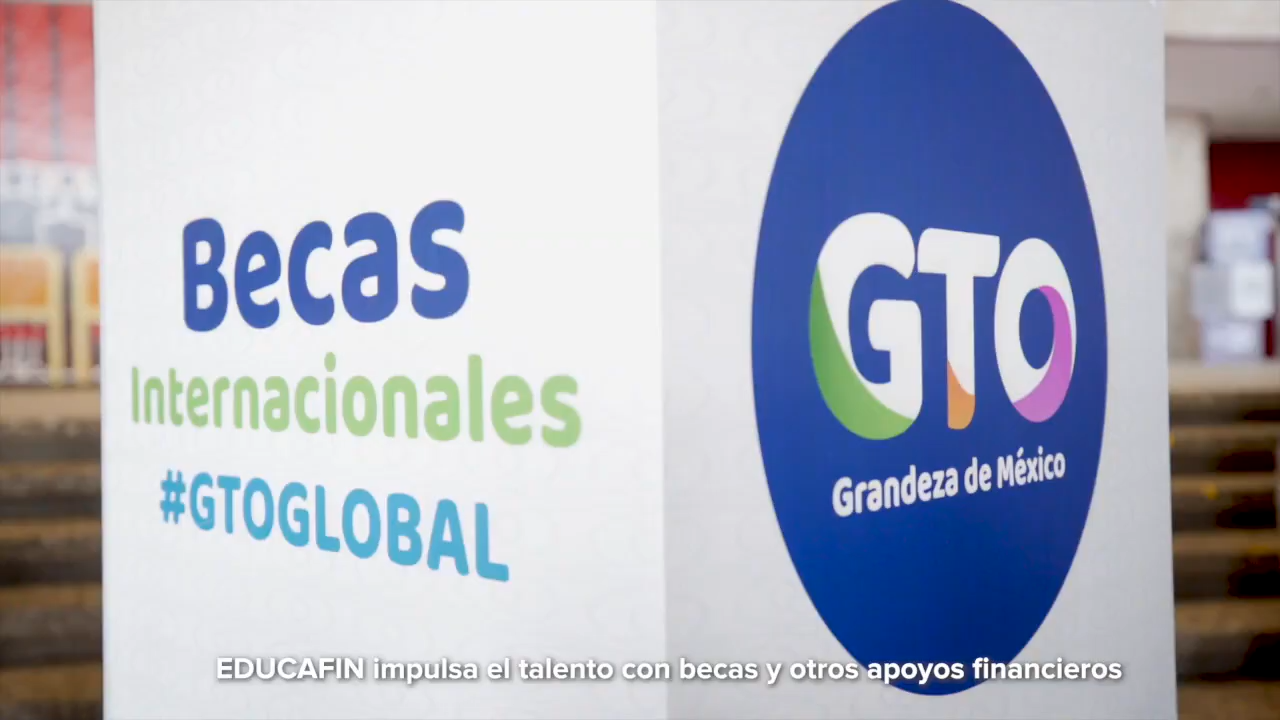 Becas
Internacionales
#GTOGLOBAL
GTO
Grandeza de México
EDUCAFIN impulsa el talento con becas y otros apoyos financieros